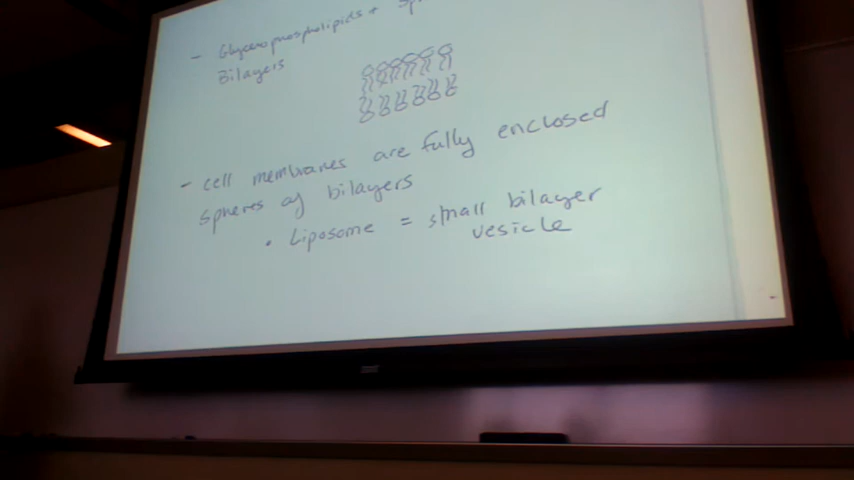 - Glycerophospholipids +
Bilayers
- cell membranes are fully enclosed
spheres of bilayers
• Liposome = small bilayer
vesicle